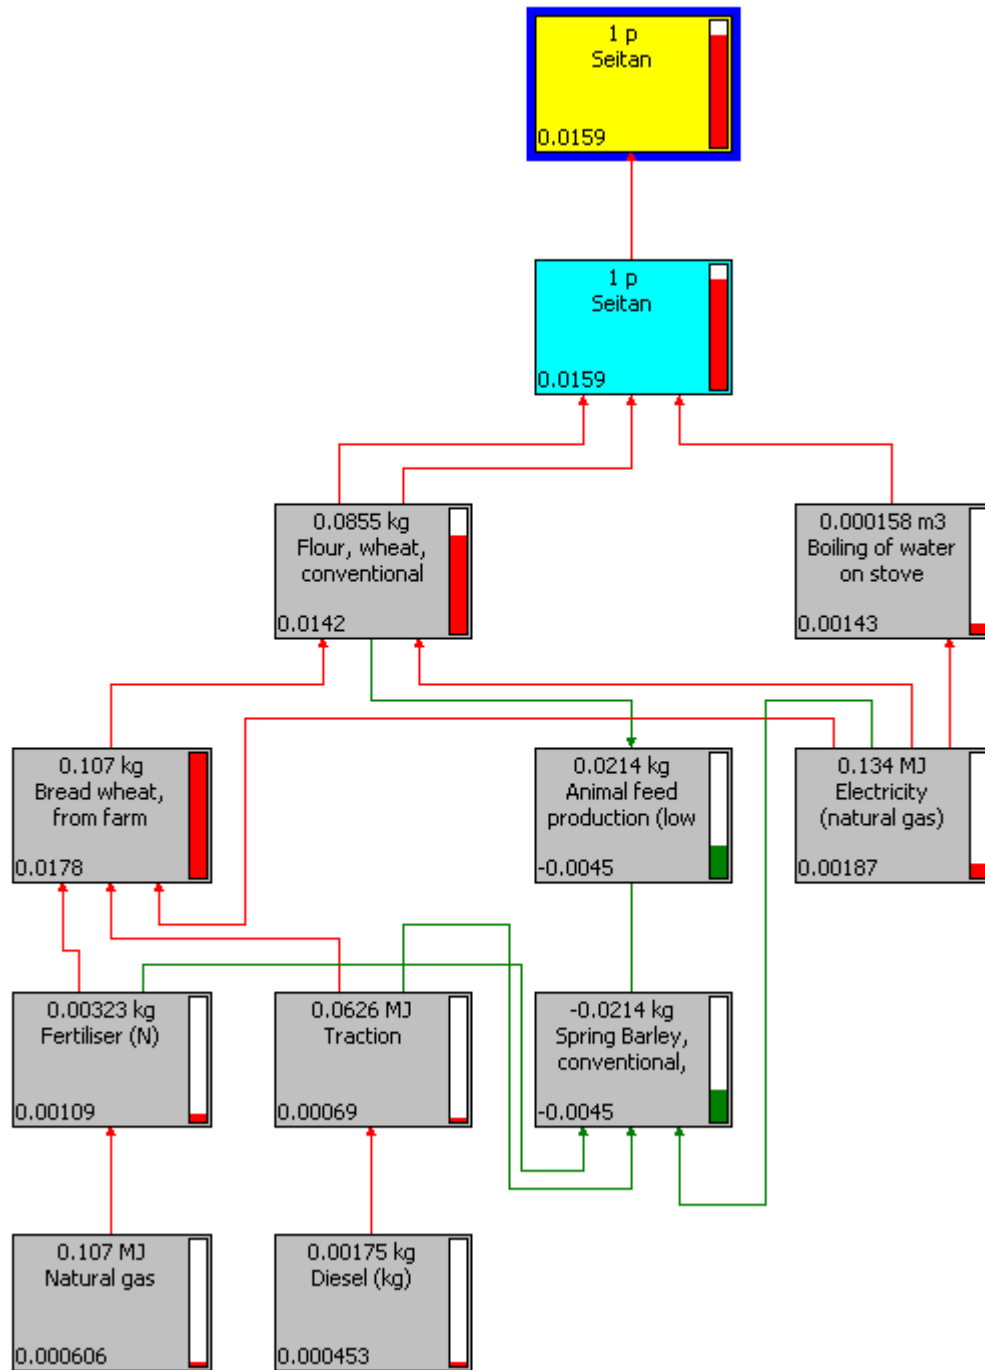 1 p
Seitan
0.0159
1 p
Seitan
0.0159
0.0855 kg
Flour, wheat,
conventional
0.0142
0.000158 m3
Boiling of water
on stove
0.00143
0.107 kg
Bread wheat,
from farm
0.0178
0.0214 kg
Animal feed
production (low
-0.0045
0.134 MJ
Electricity
(natural gas)
0.00187
0.00323 kg
Fertiliser (N)
0.00109
0.0626 MJ
Traction
0.00069
-0.0214 kg
Spring Barley,
conventional,
-0.0045
0.107 MJ
Natural gas
0.000606
0.00175 kg
Diesel (kg)
0.000453